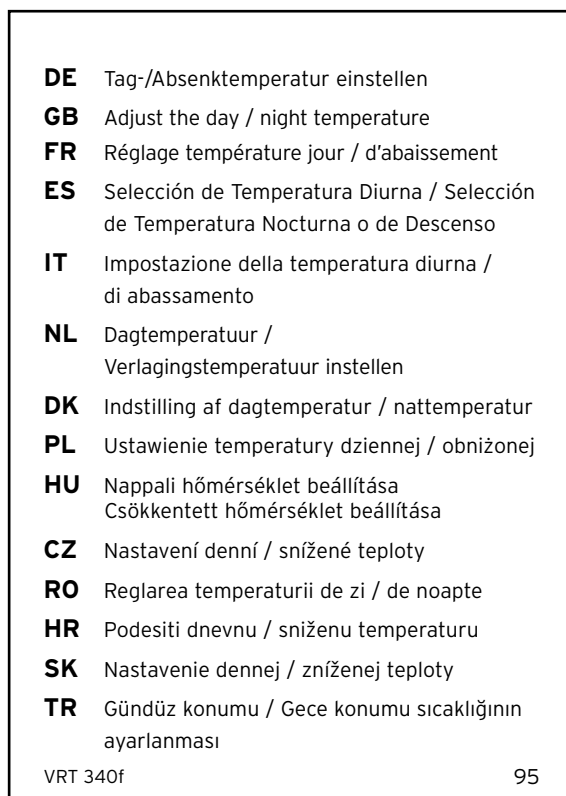 DE Tag-/Absenktemperatur einstellen
GB Adjust the day / night temperature
FR Réglage température jour / d'abaissement
ES Selección de Temperatura Diurna / Selección
de Temperatura Nocturna o de Descenso
IT Impostazione della temperatura diurna /
di abassamento
NL Dagtemperatuur /
Verlagingstemperatuur instellen
DK Indstilling af dagtemperatur / nattemperatur
PL Ustawienie temperatury dziennej / obniżonej
HU Nappali hőmérséklet beállítása
Csökkentett hőmérséklet beállítása
CZ Nastavení denní / snížené teploty
RO Reglarea temperaturii de zi / de noapte
HR Podesiti dnevnu / sniženu temperaturu
SK Nastavenie dennej / zníženej teploty
TR Gündüz konumu / Gece konumu sıcaklığının
ayarlanması
VRT 340f 95